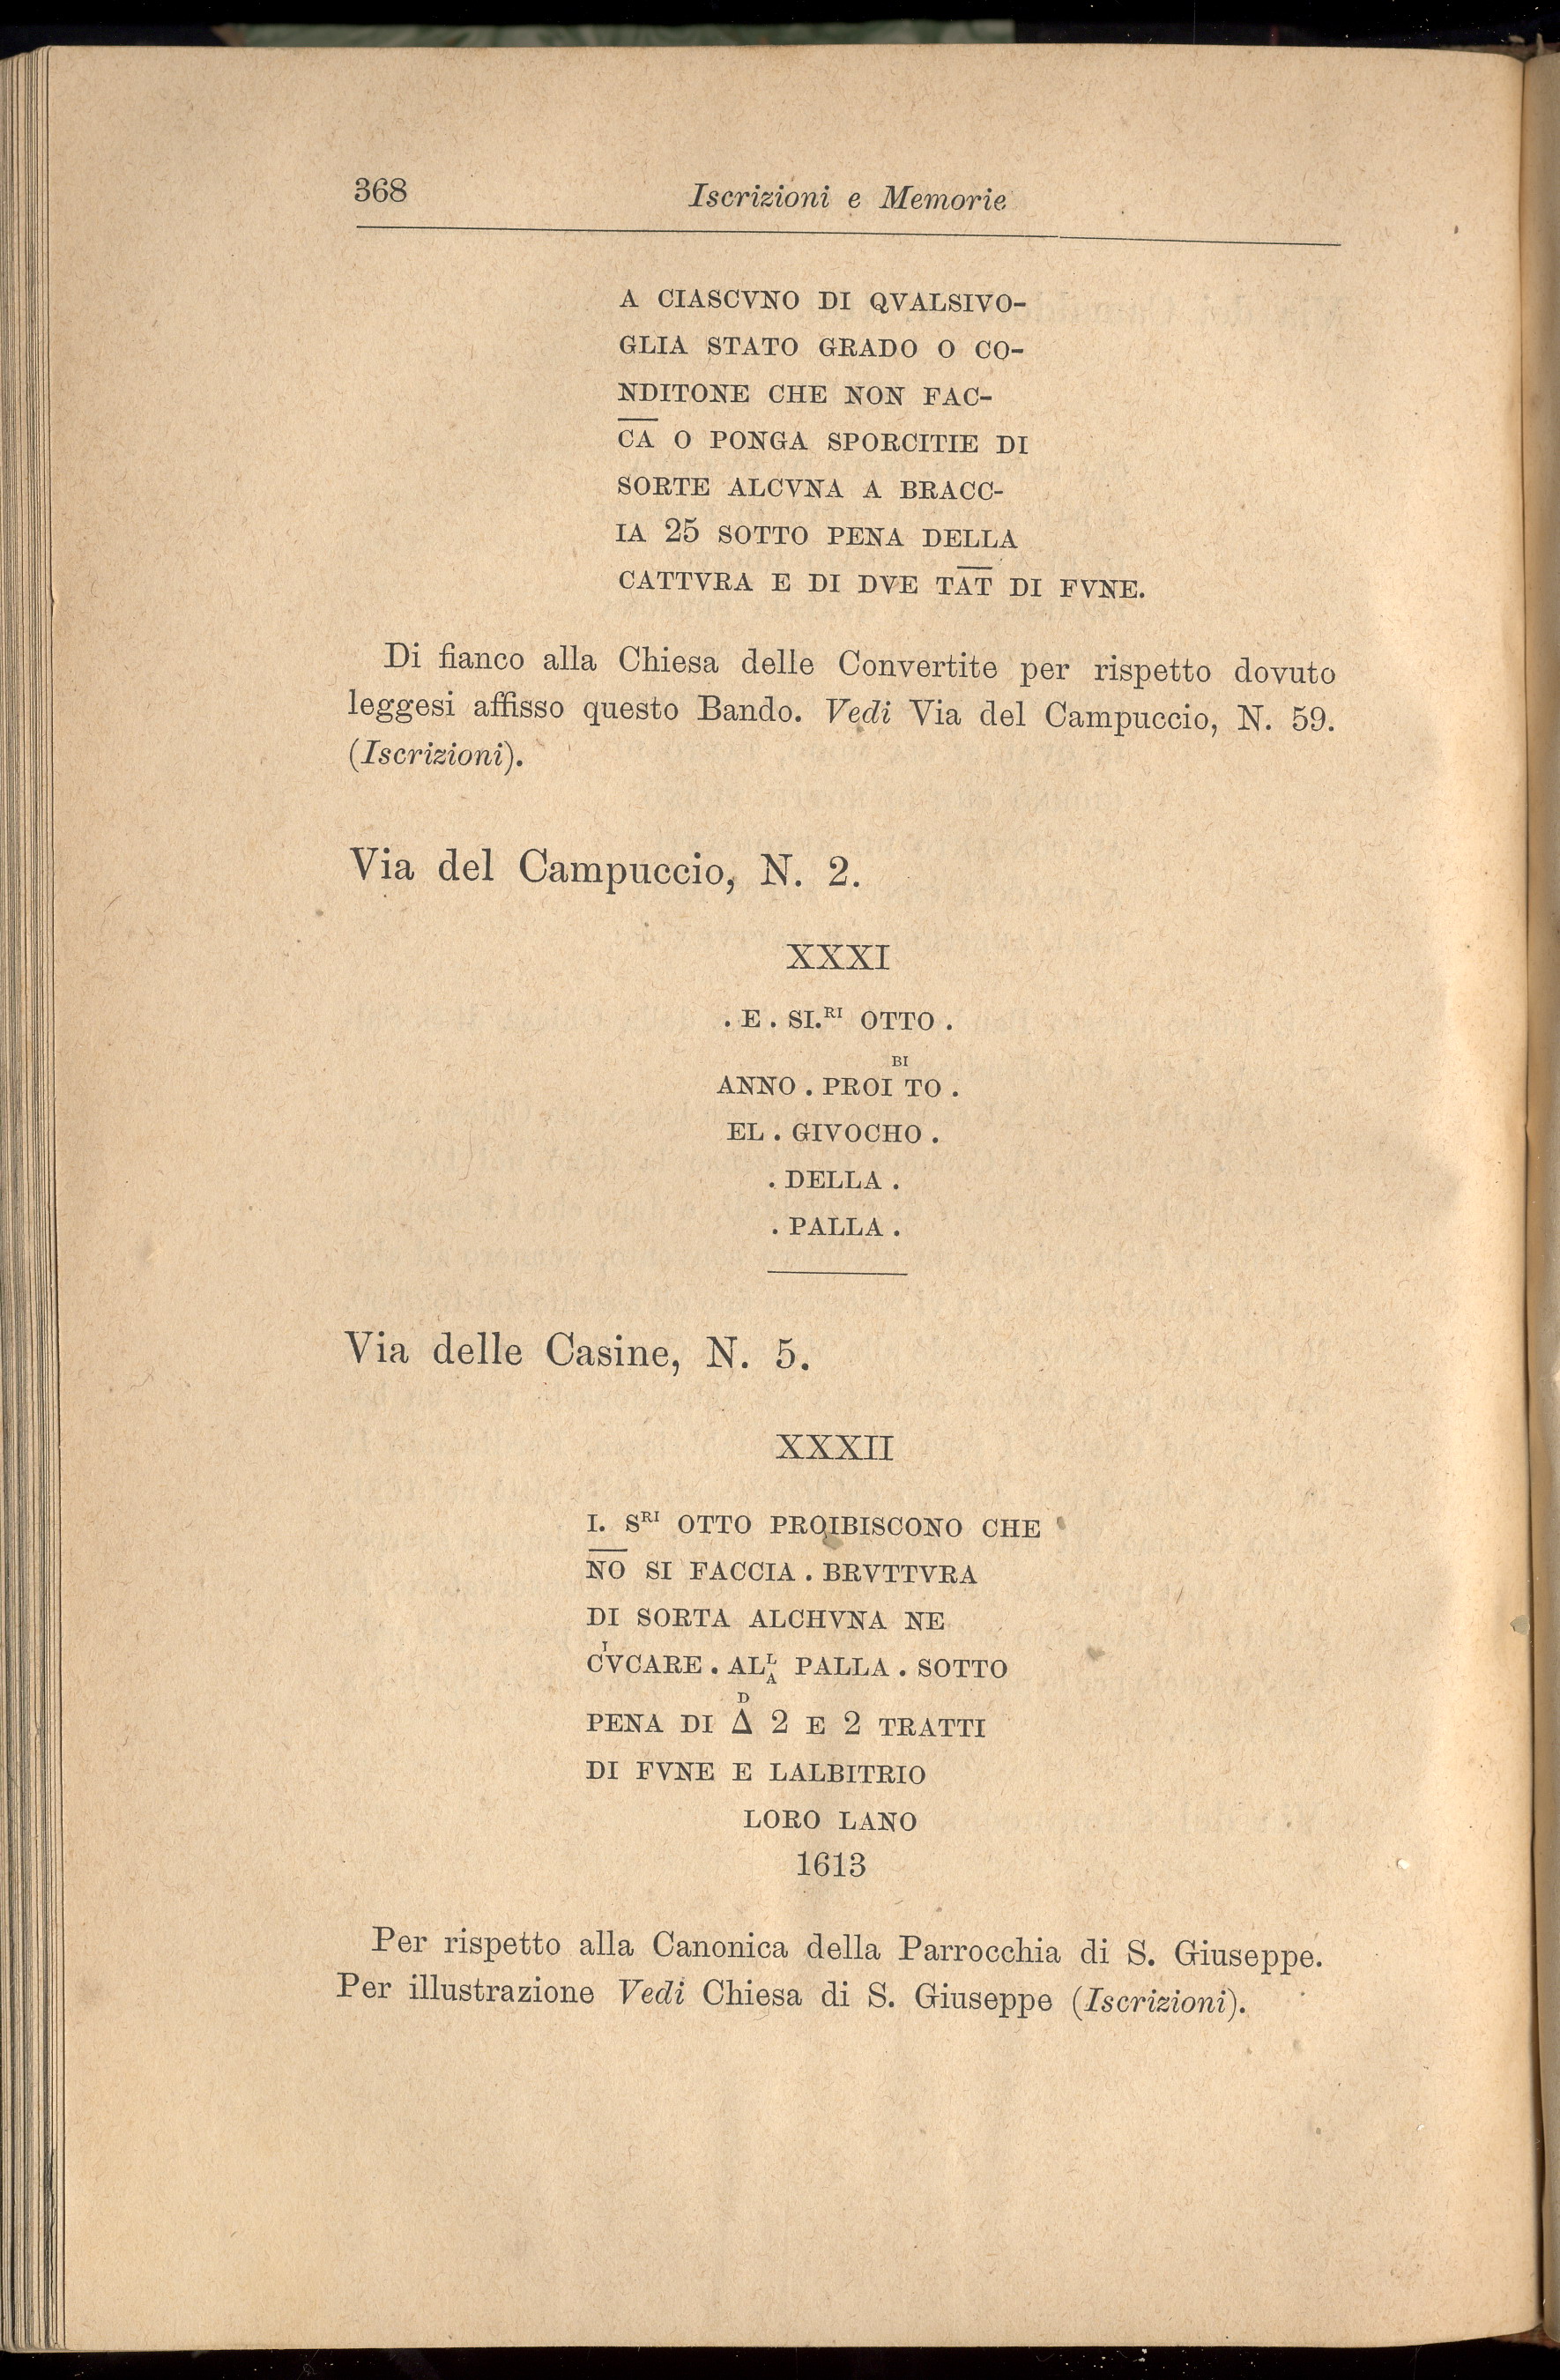 368 Iscrizioni e Memorie
A CIASCVNO DI QVALSIVO-
GLIA STATO GRADO O CO-
NDITONE CHE NON FAC-
C̅A̅ O PONGA SPORCITIE DI
SORTE ALCVNA A BRACC-
IA 25 SOTTO PENA DELLA
CATTVRA E DI DVE TA̅T̅ DI FVNE.
Di fianco alla Chiesa delle Convertite per rispetto dovuto
leggesi affisso questo Bando. Vedi Via del Campuccio, N. 59.
(Iscrizioni).
Via del Campuccio, N. 2.
XXXI
. E . SI.RI OTTO .
BI
ANNO . PROI TO .
EL . GIVOCHO .
. DELLA .
. PALLA .
Via delle Casine, N. 5.
XXXII
I. SRI OTTO PROIBISCONO CHE
N̅O̅ SI FACCIA . BRVTTVRA
DI SORTA ALCHVNA NE
CIVCARE . ALLA PALLA . SOTTO
D
PENA DI Δ 2 E 2 TRATTI
DI FVNE E LALBITRIO
LORO LANO
1613
Per rispetto alla Canonica della Parrocchia di S. Giuseppe.
Per illustrazione Vedi Chiesa di S. Giuseppe (Iscrizioni).